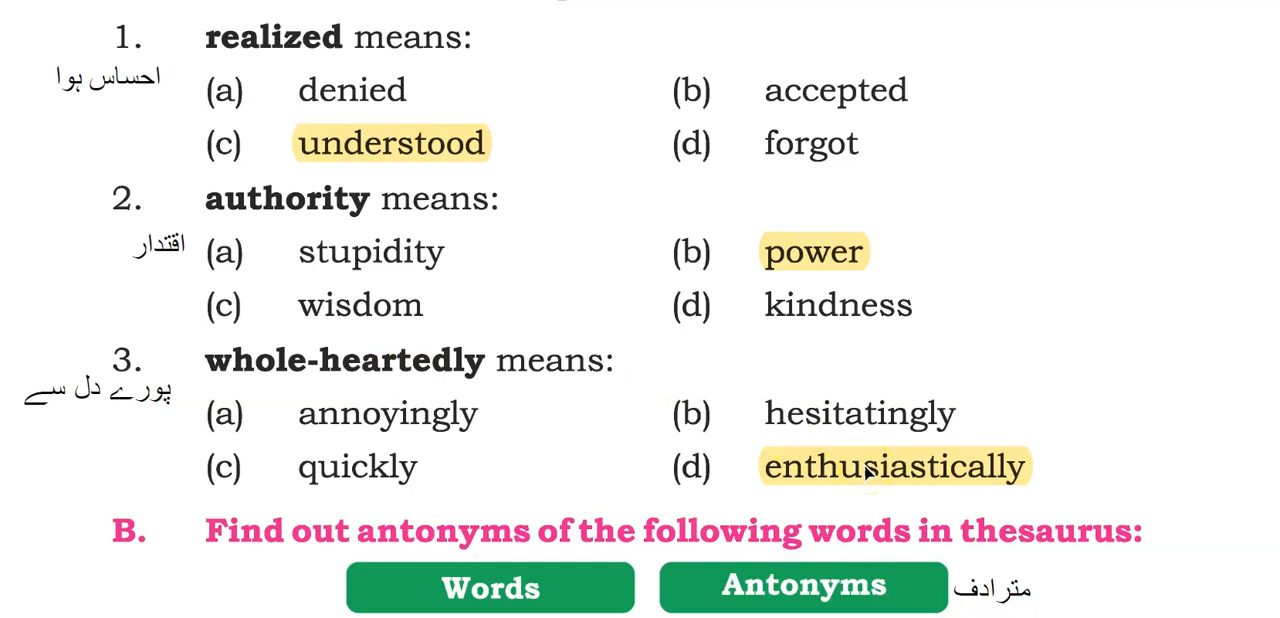 1. realized means:
احساس ہوا
(a) denied (b) accepted
(c) understood (d) forgot
2. authority means:
اقتدار
(a) stupidity (b) power
(c) wisdom (d) kindness
3. whole-heartedly means:
پورے دل سے
(a) annoyingly (b) hesitatingly
(c) quickly (d) enthusiastically
B. Find out antonyms of the following words in thesaurus:
Words Antonyms مترادف